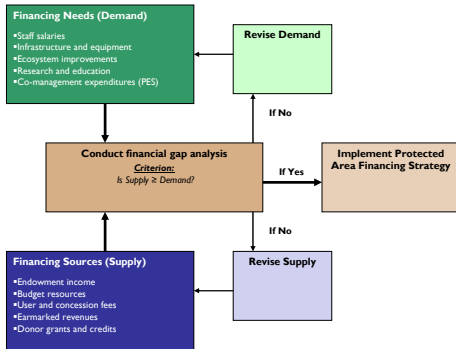 Financing Needs (Demand)
▪Staff salaries
▪Infrastructure and equipment
▪Ecosystem improvements
▪Research and education
▪Co-management expenditures (PES)
Revise Demand
If No
Conduct financial gap analysis
Criterion:
Is Supply ≥ Demand?
If Yes
Implement Protected
Area Financing Strategy
If No
Financing Sources (Supply)
▪Endowment income
▪Budget resources
▪User and concession fees
▪Earmarked revenues
▪Donor grants and credits
Revise Supply